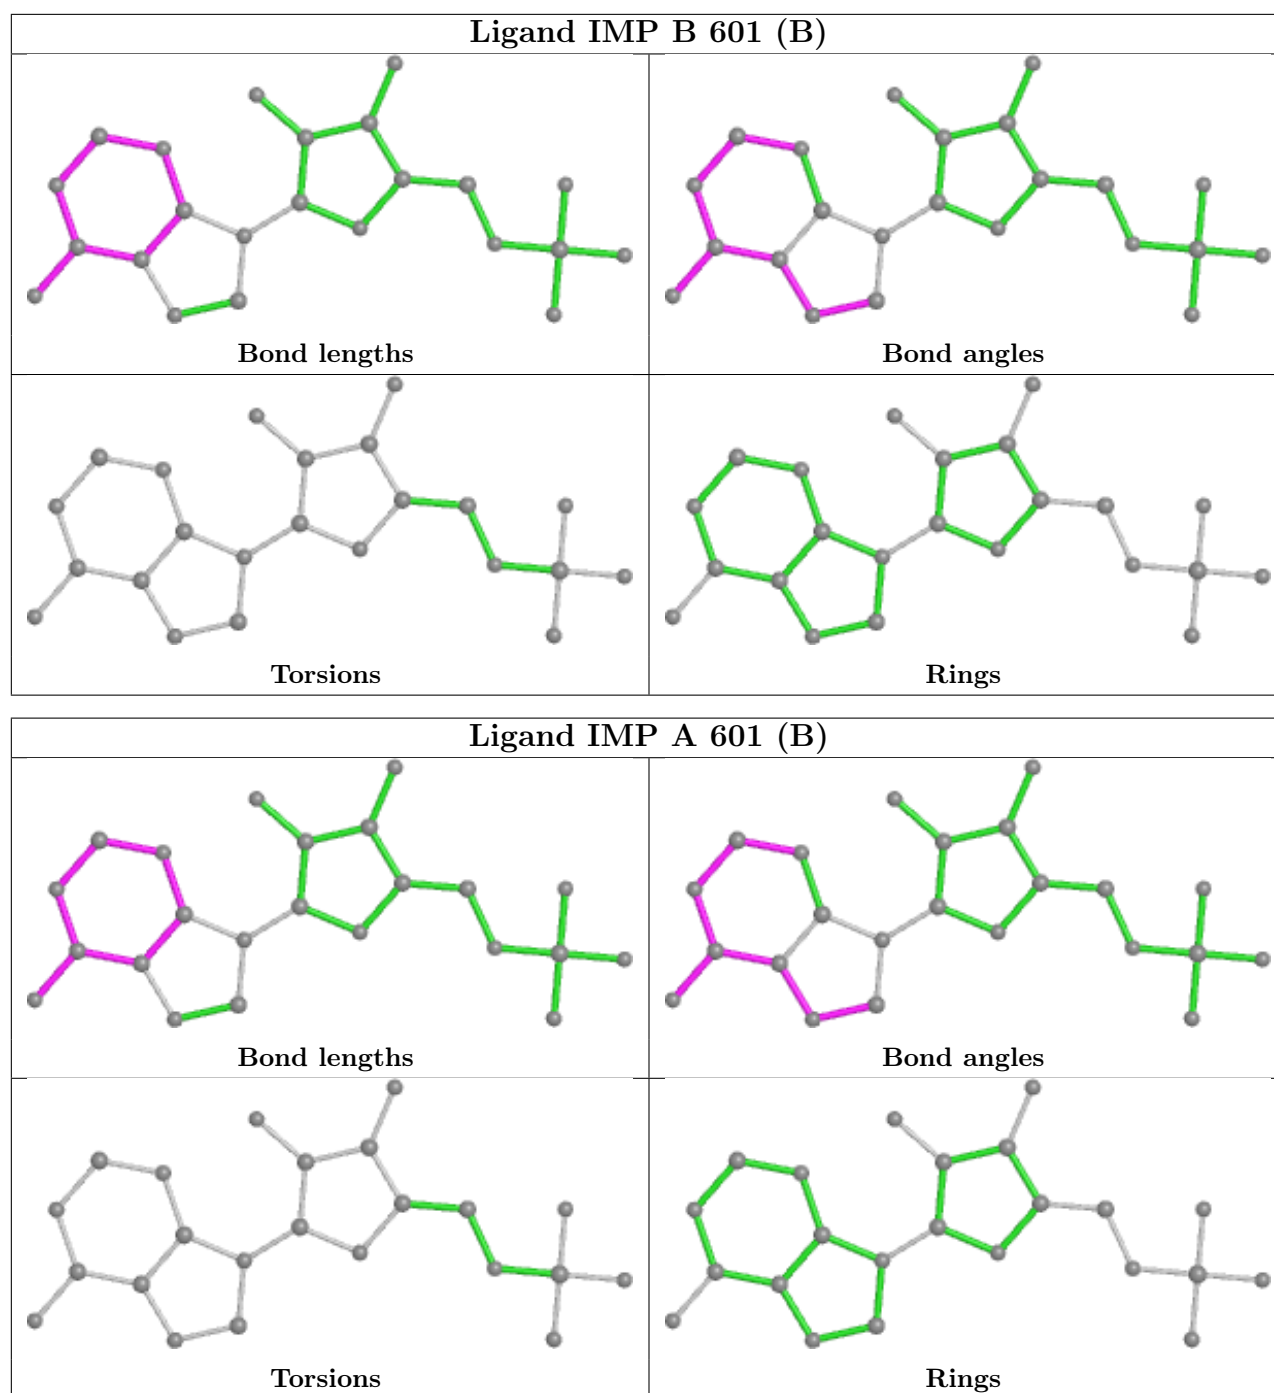 Ligand IMP B 601 (B)
Bond lengths
Bond angles
Torsions
Rings
Ligand IMP A 601 (B)
Bond lengths
Bond angles
Torsions
Rings